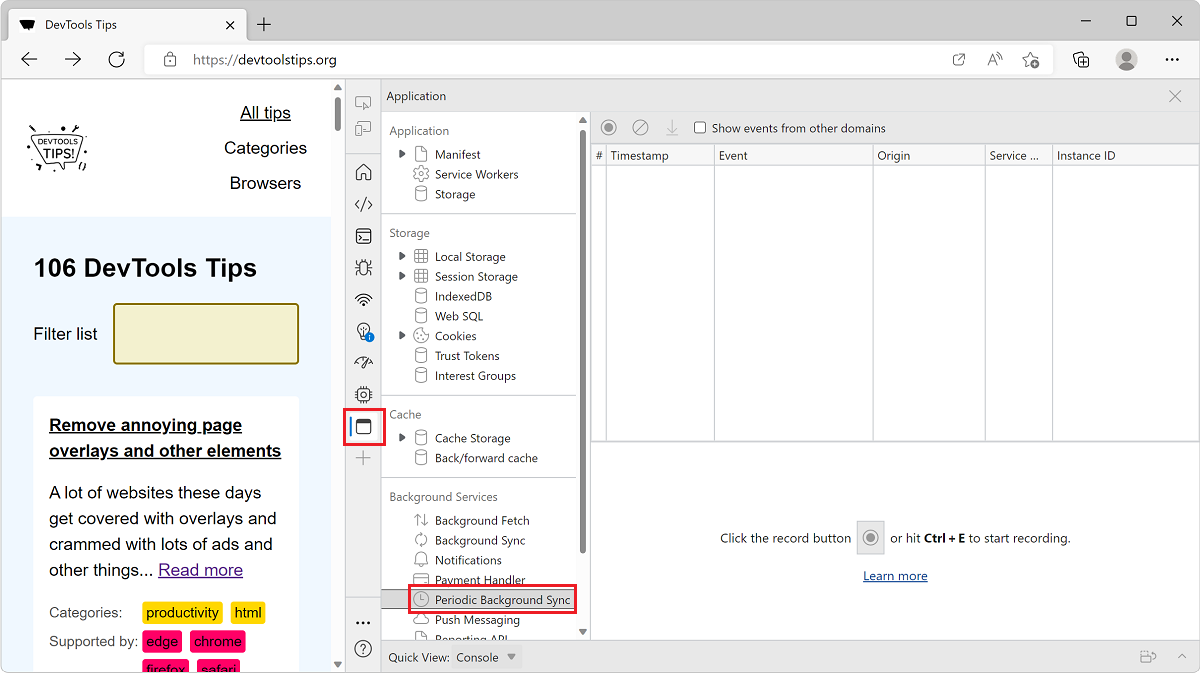 DevTools Tips
https://devtoolstips.org
DEVTOOLS
TIPS!
All tips
Categories
Browsers
106 DevTools Tips
Filter list
Remove annoying page
overlays and other elements
A lot of websites these days
get covered with overlays and
crammed with lots of ads and
other things... Read more
Categories: productivity html
Supported by: edge chrome
firefox safari
Application
Application
Manifest
Service Workers
Storage
Storage
Local Storage
Session Storage
IndexedDB
Web SQL
Cookies
Trust Tokens
Interest Groups
Cache
Cache Storage
Back/forward cache
Background Services
Background Fetch
Background Sync
Notifications
Payment Handler
Periodic Background Sync
Push Messaging
Reporting API
Show events from other domains
# Timestamp Event Origin Service ... Instance ID
Click the record button or hit Ctrl + E to start recording.
Learn more
Quick View: Console